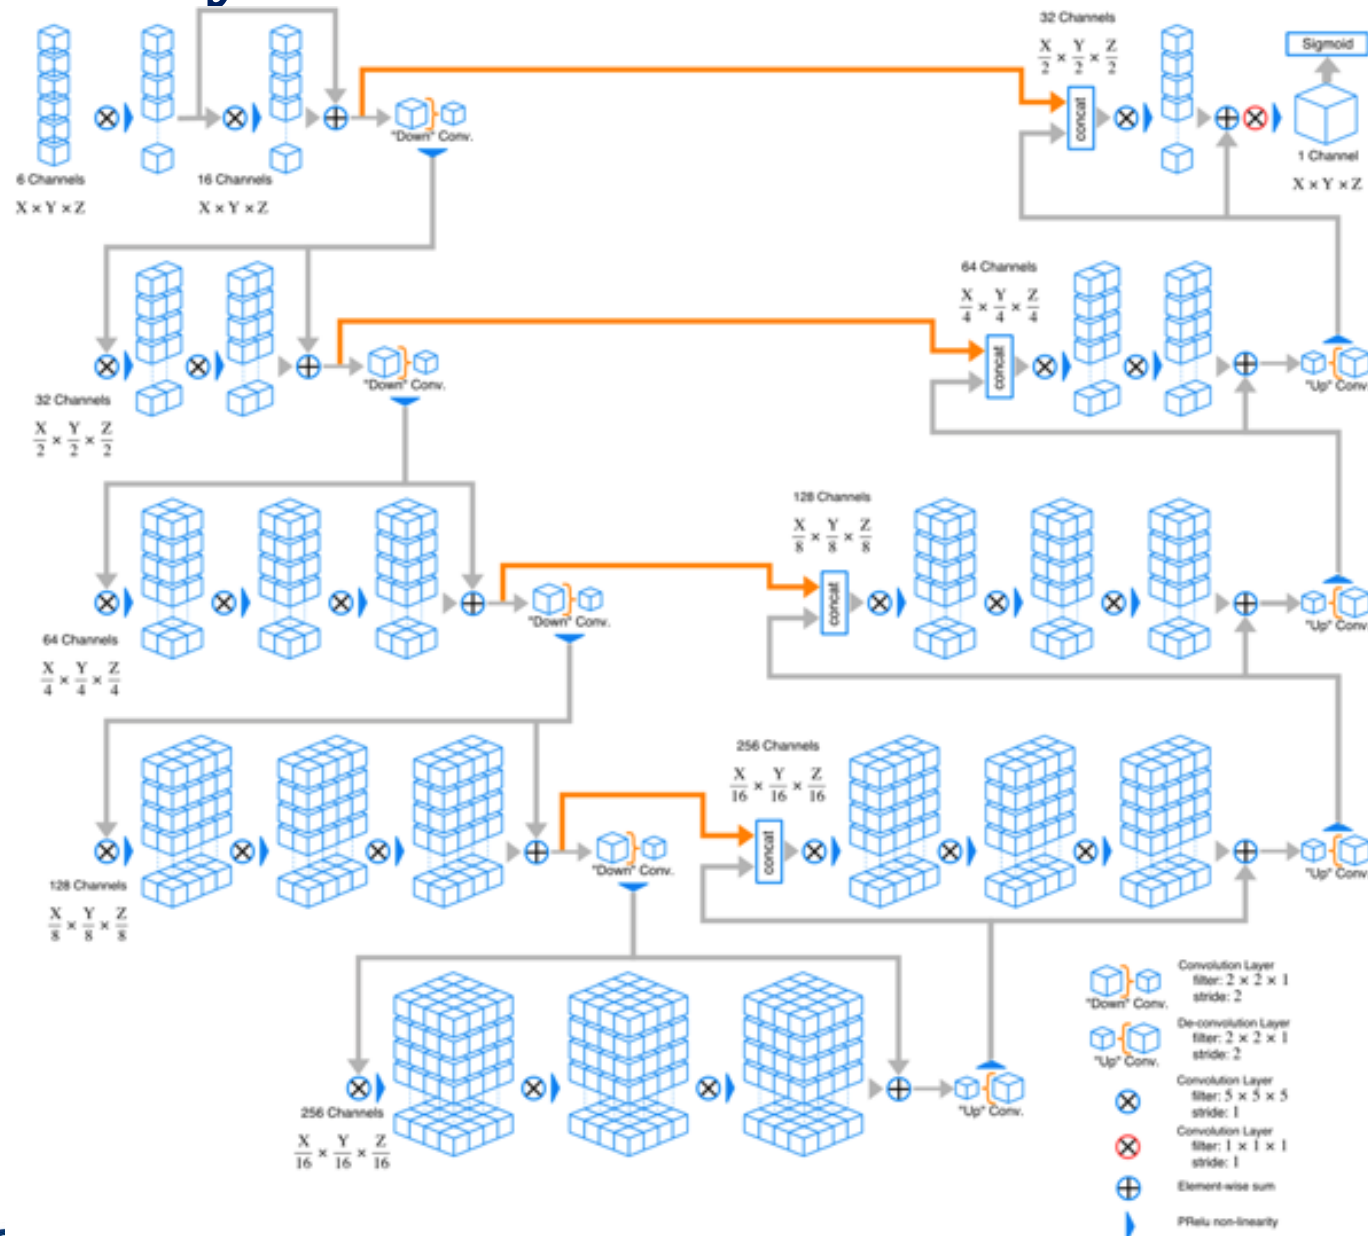 6 Channels
X × Y × Z
16 Channels
X × Y × Z
"Down" Conv.
32 Channels
X/2 × Y/2 × Z/2
concat
Sigmoid
1 Channel
X × Y × Z
32 Channels
X/2 × Y/2 × Z/2
"Down" Conv.
64 Channels
X/4 × Y/4 × Z/4
concat
"Up" Conv
64 Channels
X/4 × Y/4 × Z/4
"Down" Conv.
128 Channels
X/8 × Y/8 × Z/8
concat
"Up" Conv
128 Channels
X/8 × Y/8 × Z/8
"Down" Conv.
256 Channels
X/16 × Y/16 × Z/16
concat
"Up" Conv
256 Channels
X/16 × Y/16 × Z/16
"Up" Conv.
"Down" Conv.
Convolution Layer
filter: 2 × 2 × 1
stride: 2
"Up" Conv.
De-convolution Layer
filter: 2 × 2 × 1
stride: 2
Convolution Layer
filter: 5 × 5 × 5
stride: 1
Convolution Layer
filter: 1 × 1 × 1
stride: 1
Element-wise sum
PRelu non-linearity